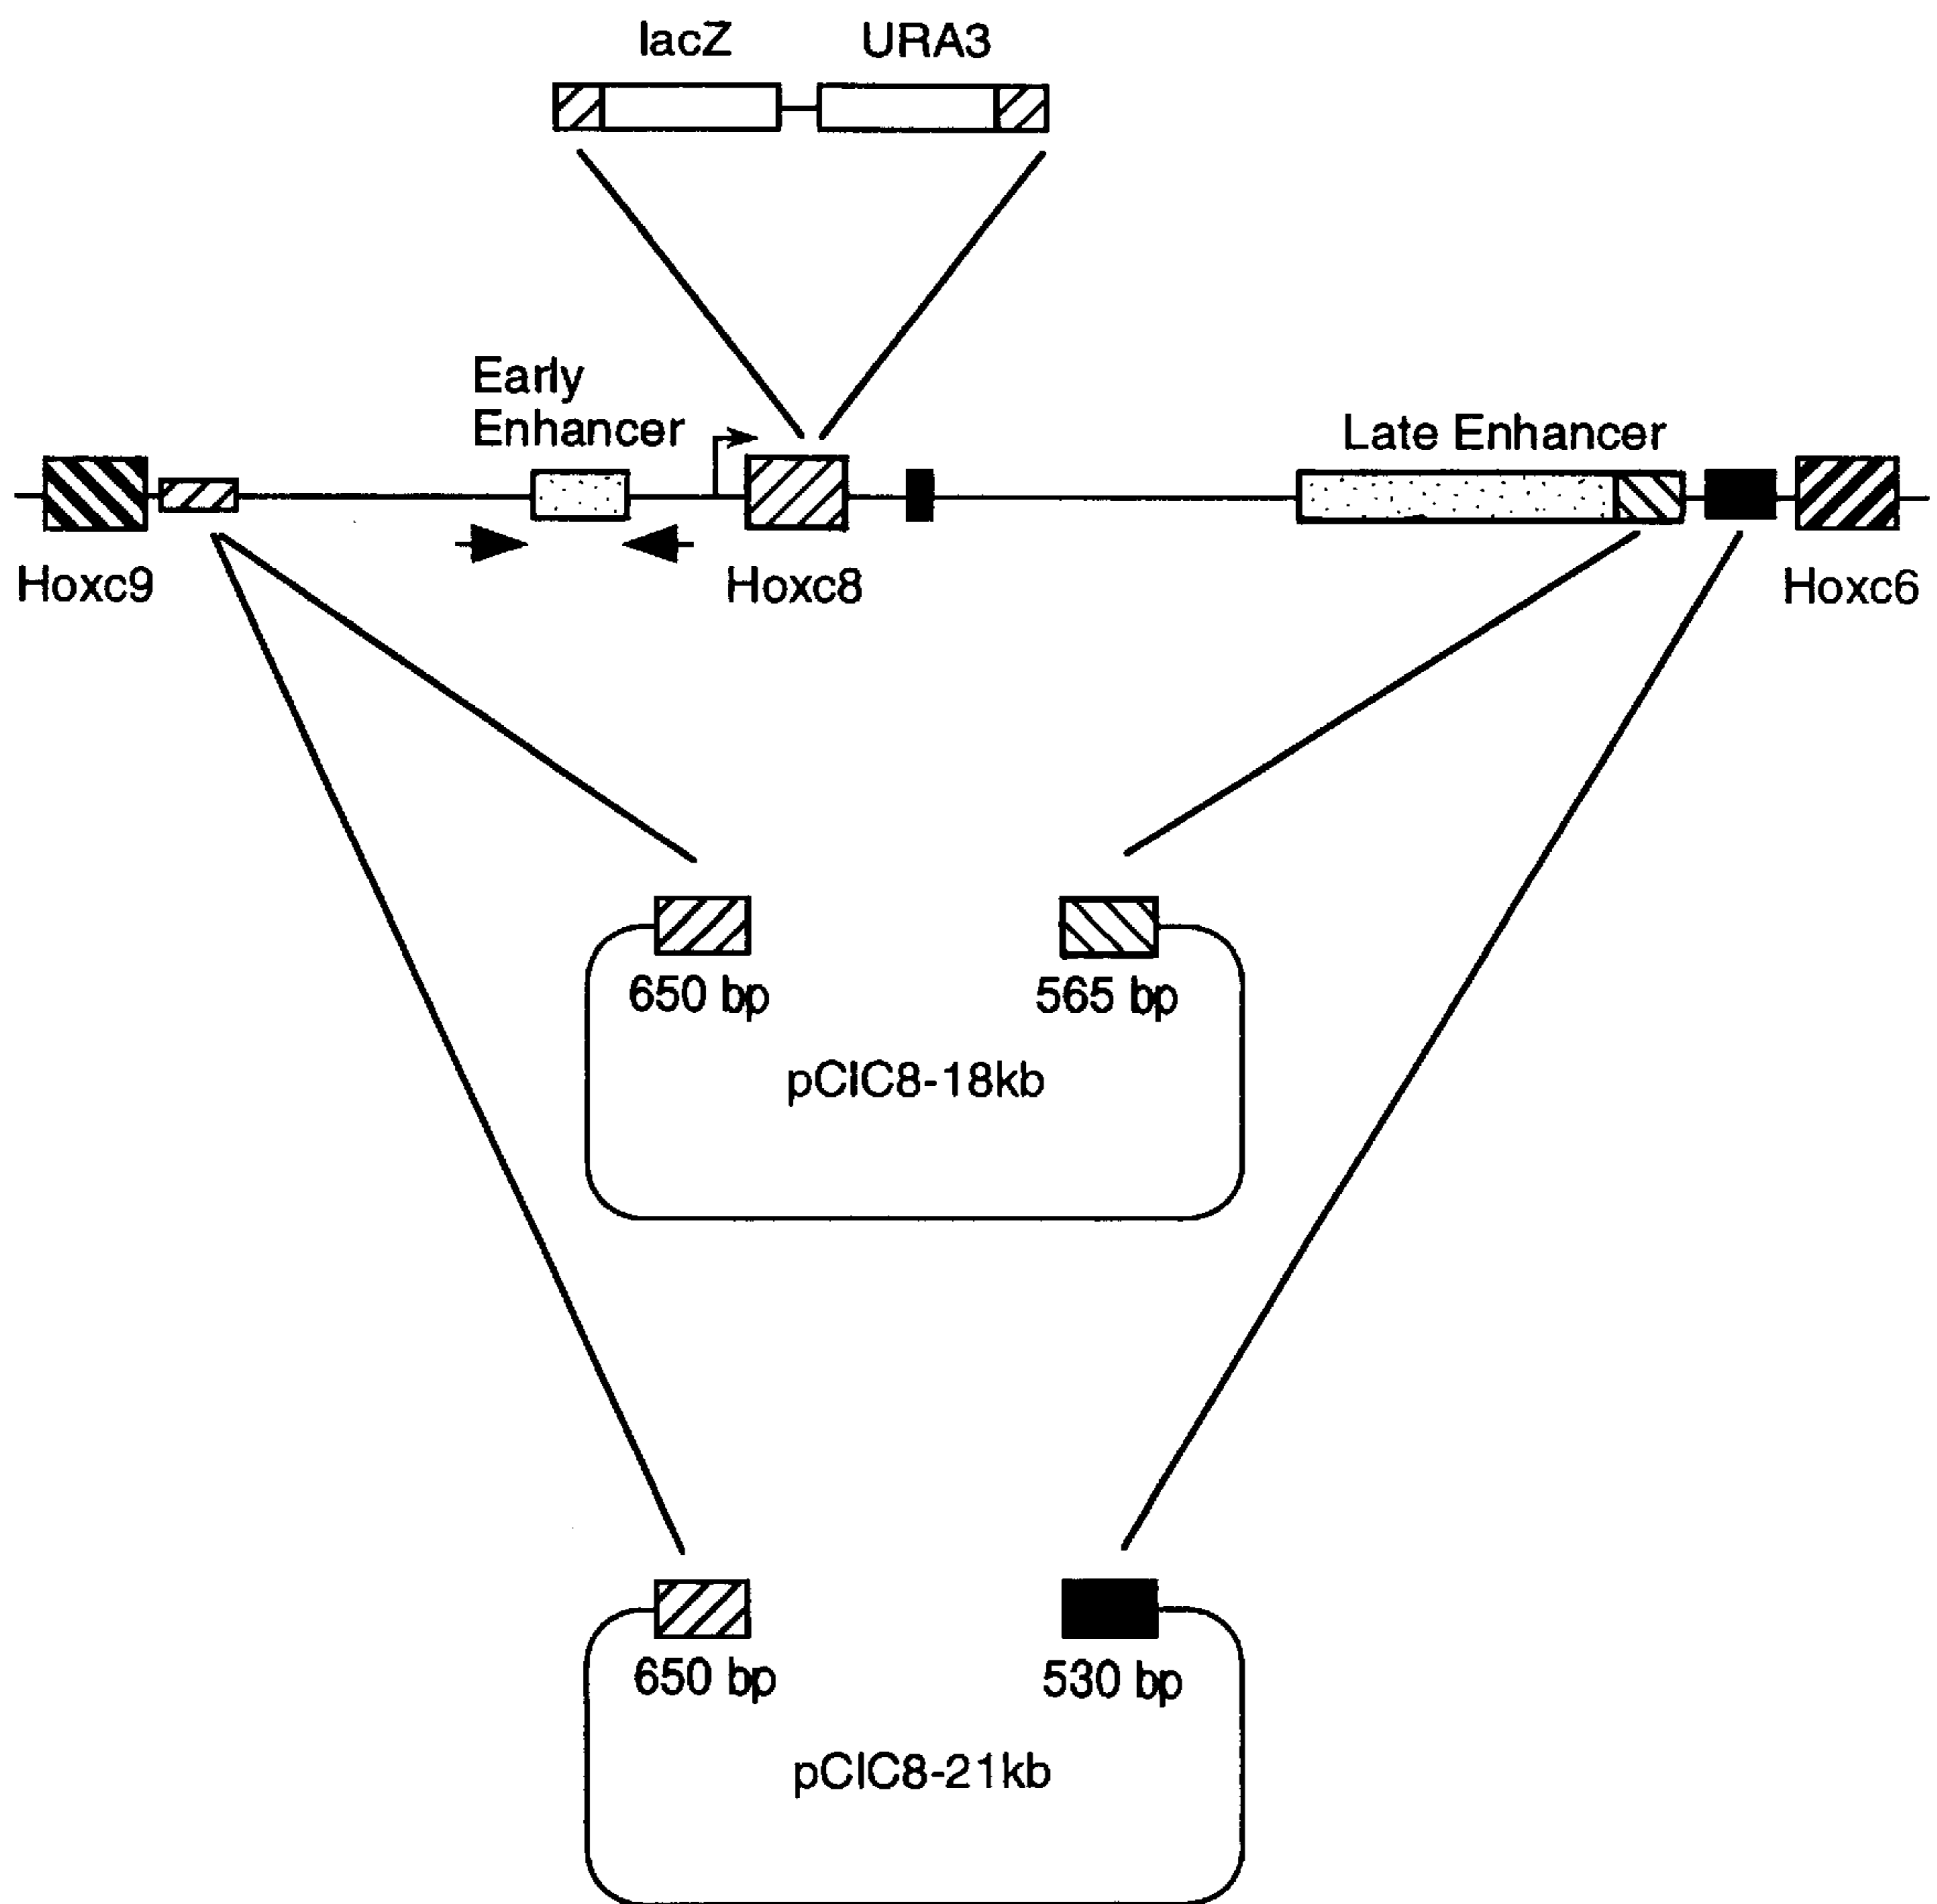 lacZ
URA3
Early
Enhancer
Late Enhancer
Hoxc9
Hoxc8
Hoxc6
650 bp
565 bp
pClC8-18kb
650 bp
530 bp
pClC8-21kb